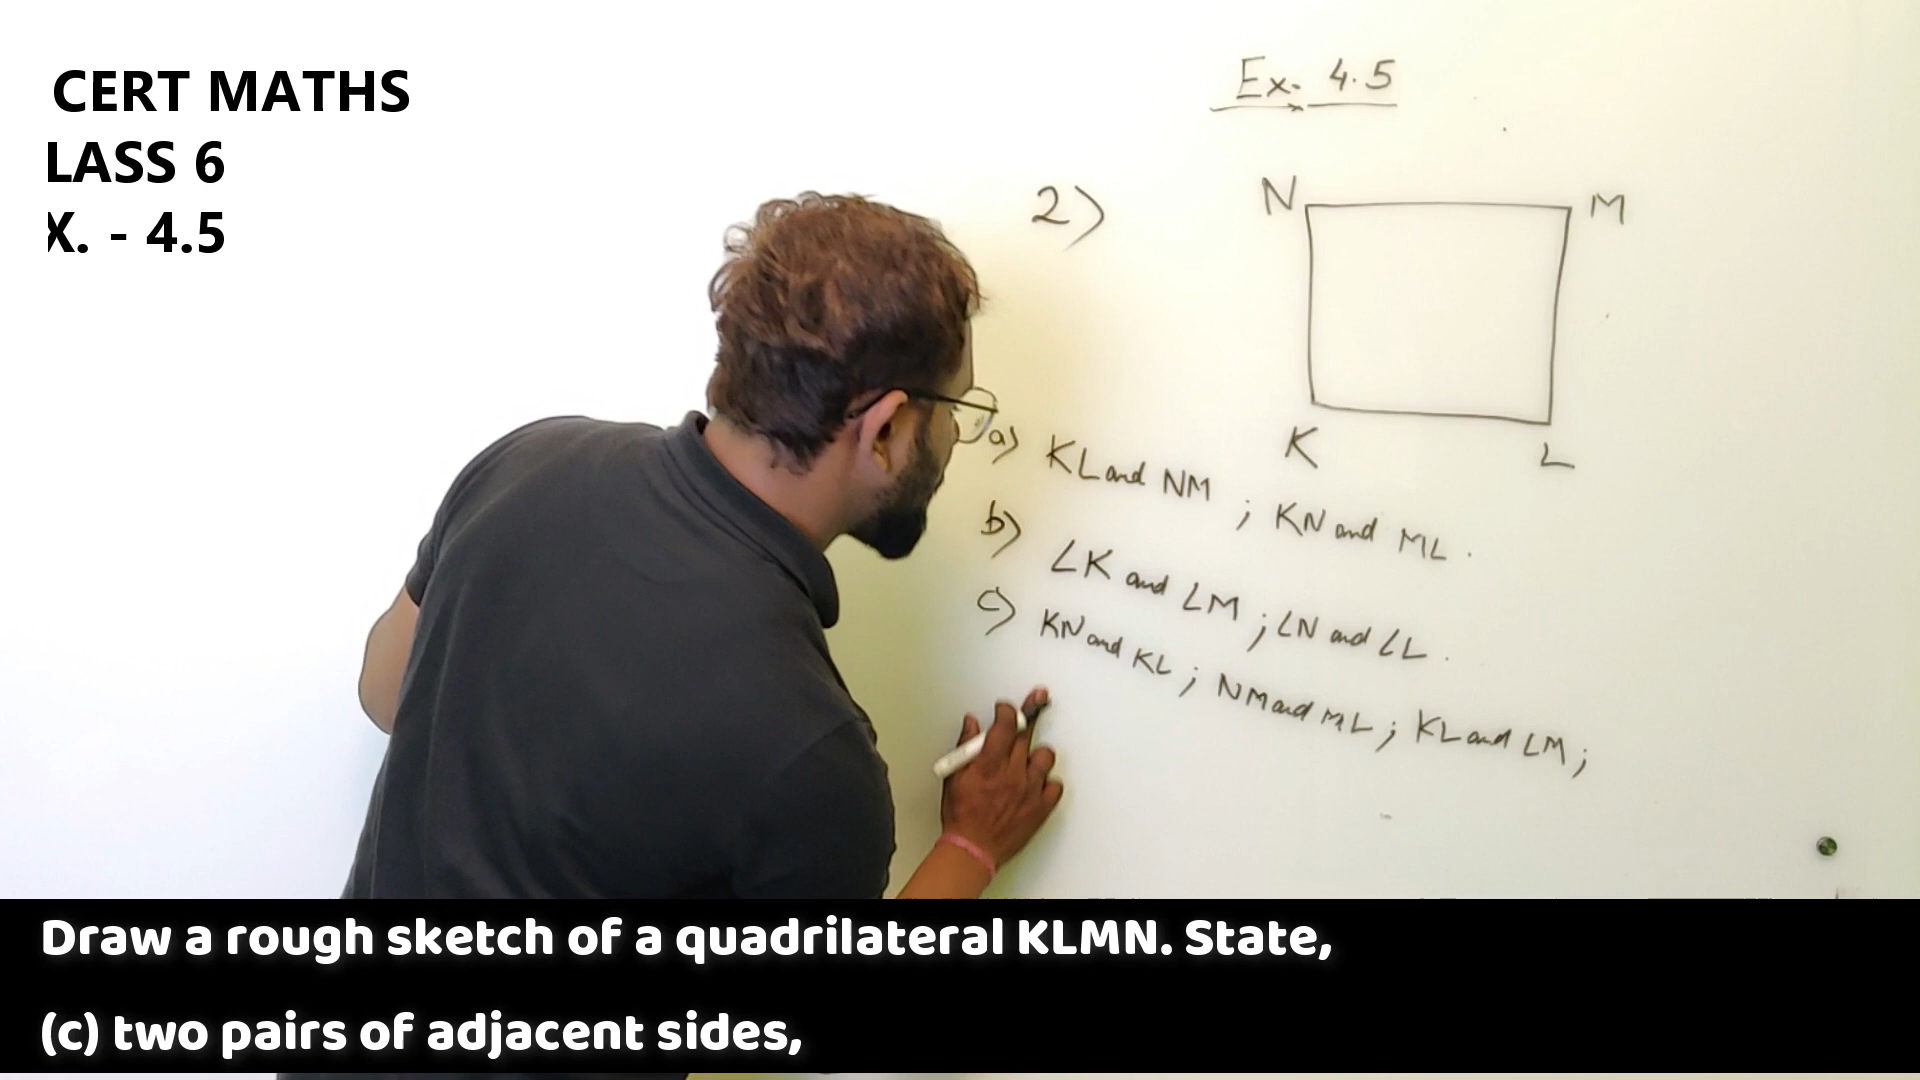 CERT MATHS
LASS 6
X. - 4.5
Ex- 4.5
2)
N
M
K
L
a) KL and NM ; KN and ML .
b) ∠K and ∠M ; ∠N and ∠L .
c) KN and KL ; NM and ML ; KL and LM ;
Draw a rough sketch of a quadrilateral KLMN. State,
(c) two pairs of adjacent sides,